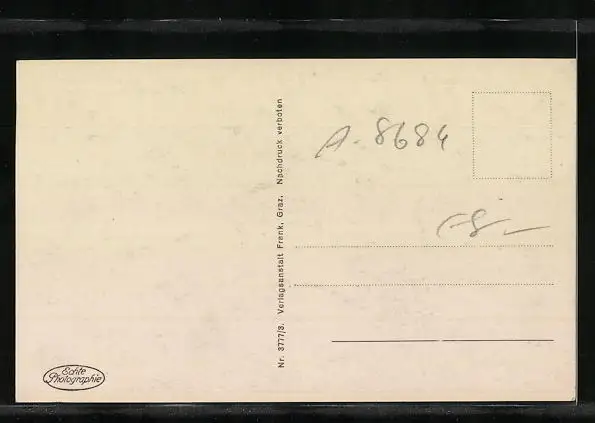 A. 8684
Nr. 3777/3. Verlagsanstalt Frank, Graz. Nachdruck verboten
Echte
Photographie